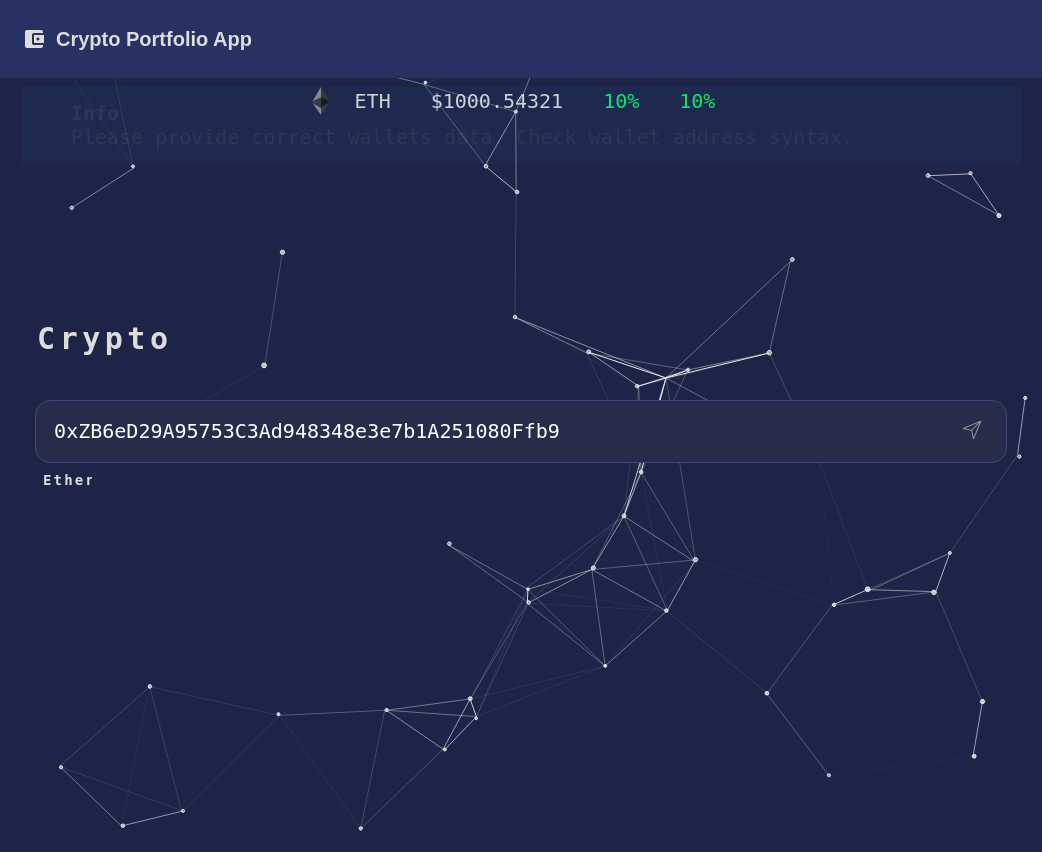 Crypto Portfolio App
ETH $1000.54321 10% 10%
Info
Please provide correct wallets data. Check wallet address syntax.
Crypto
0xZB6eD29A95753C3Ad948348e3e7b1A251080Ffb9
Ether